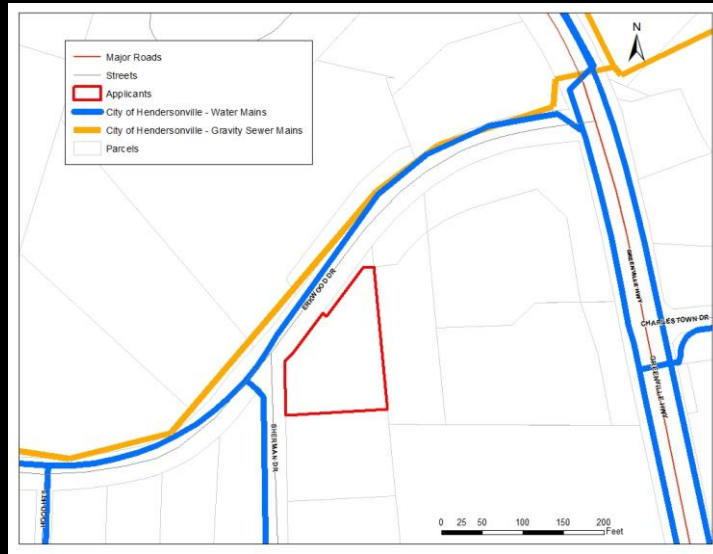 N
Major Roads
Streets
Applicants
City of Hendersonville - Water Mains
City of Hendersonville - Gravity Sewer Mains
Parcels
ERKWOOD DR
GREENVILLE HWY
CHARLESTOWN DR
GREENVILLE HWY
SHERMAN DR
0 25 50 100 150 200
Feet